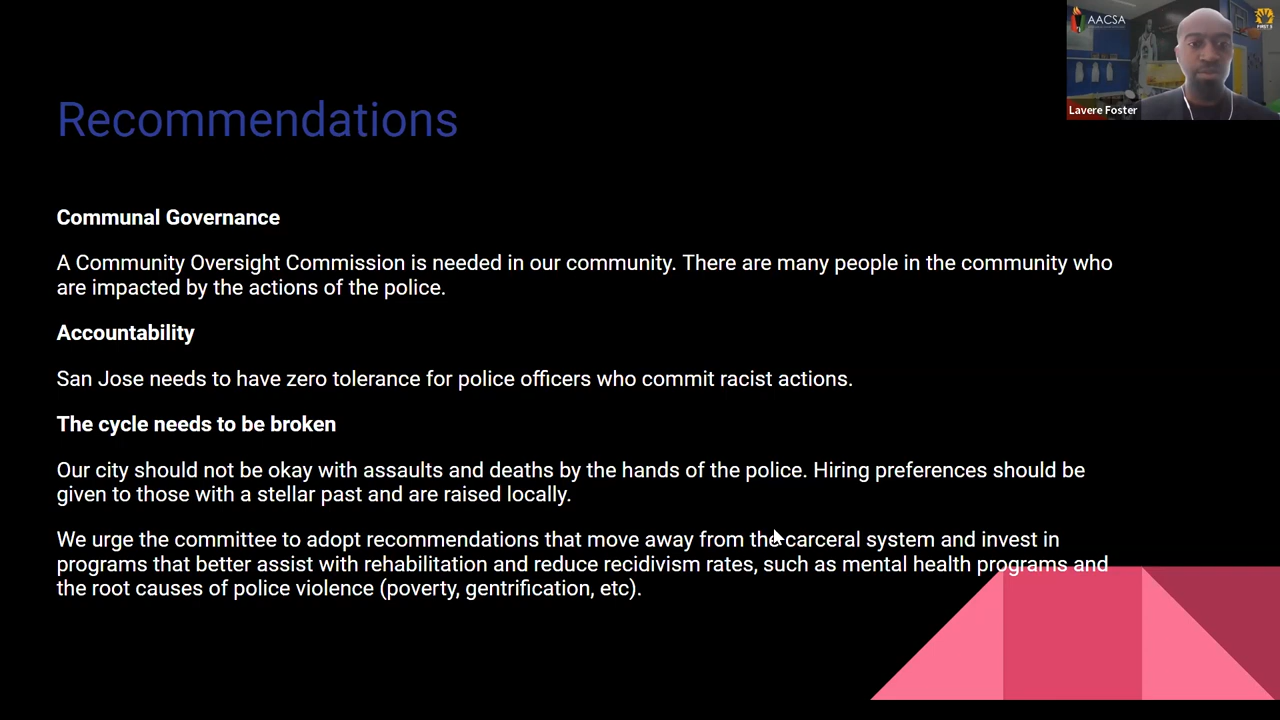 AACSA
FIRST 5
Lavere Foster
Recommendations
Communal Governance
A Community Oversight Commission is needed in our community. There are many people in the community who
are impacted by the actions of the police.
Accountability
San Jose needs to have zero tolerance for police officers who commit racist actions.
The cycle needs to be broken
Our city should not be okay with assaults and deaths by the hands of the police. Hiring preferences should be
given to those with a stellar past and are raised locally.
We urge the committee to adopt recommendations that move away from the carceral system and invest in
programs that better assist with rehabilitation and reduce recidivism rates, such as mental health programs and
the root causes of police violence (poverty, gentrification, etc).